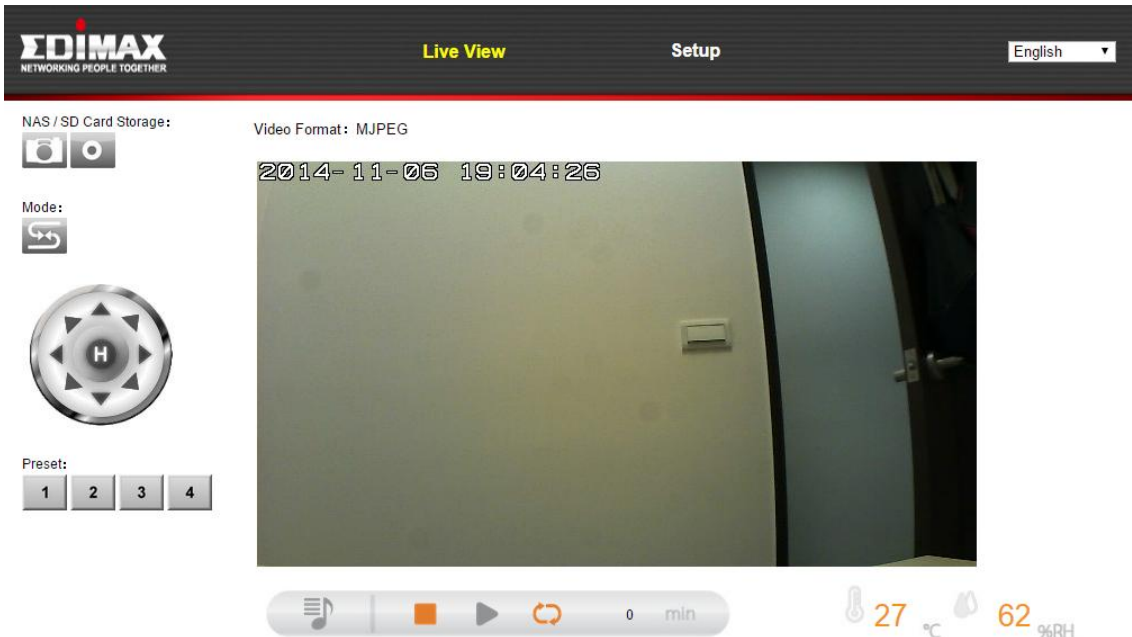 EDIMAX
NETWORKING PEOPLE TOGETHER
Live View
Setup
English
NAS / SD Card Storage:
Video Format: MJPEG
2014-11-06 19:04:26
Mode:
H
Preset:
1 2 3 4
0 min
27 °C 62 %RH